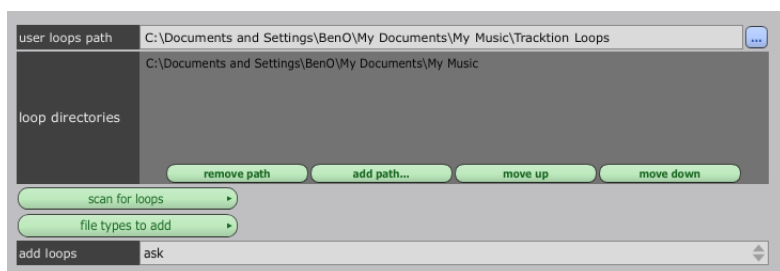 user loops path C:\Documents and Settings\BenO\My Documents\My Music\Tracktion Loops ...
C:\Documents and Settings\BenO\My Documents\My Music
loop directories
remove path add path... move up move down
scan for loops
file types to add
add loops ask